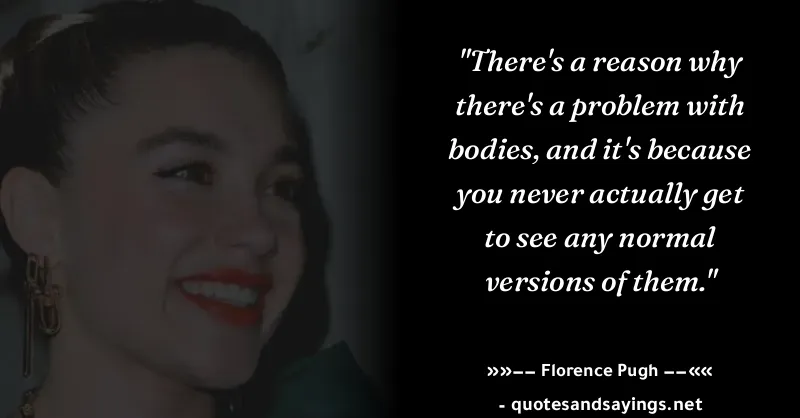 "There's a reason why
there's a problem with
bodies, and it's because
you never actually get
to see any normal
versions of them."
»»−− Florence Pugh −−««
- quotesandsayings.net